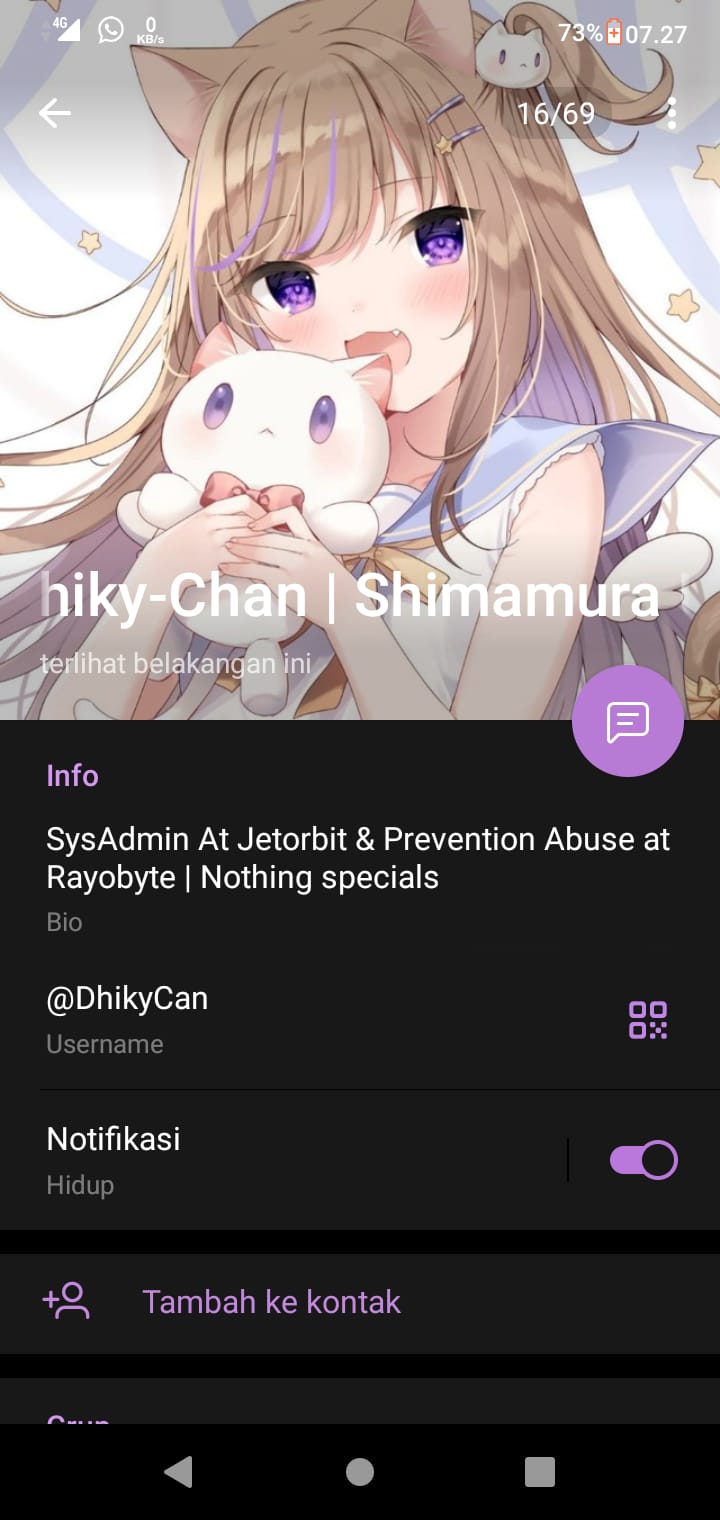 4G 0 KB/s 73% 07.27
16/69
hiky-Chan | Shimamura
terlihat belakangan ini
Info
SysAdmin At Jetorbit & Prevention Abuse at
Rayobyte | Nothing specials
Bio
@DhikyCan
Username
Notifikasi
Hidup
Tambah ke kontak
Grup